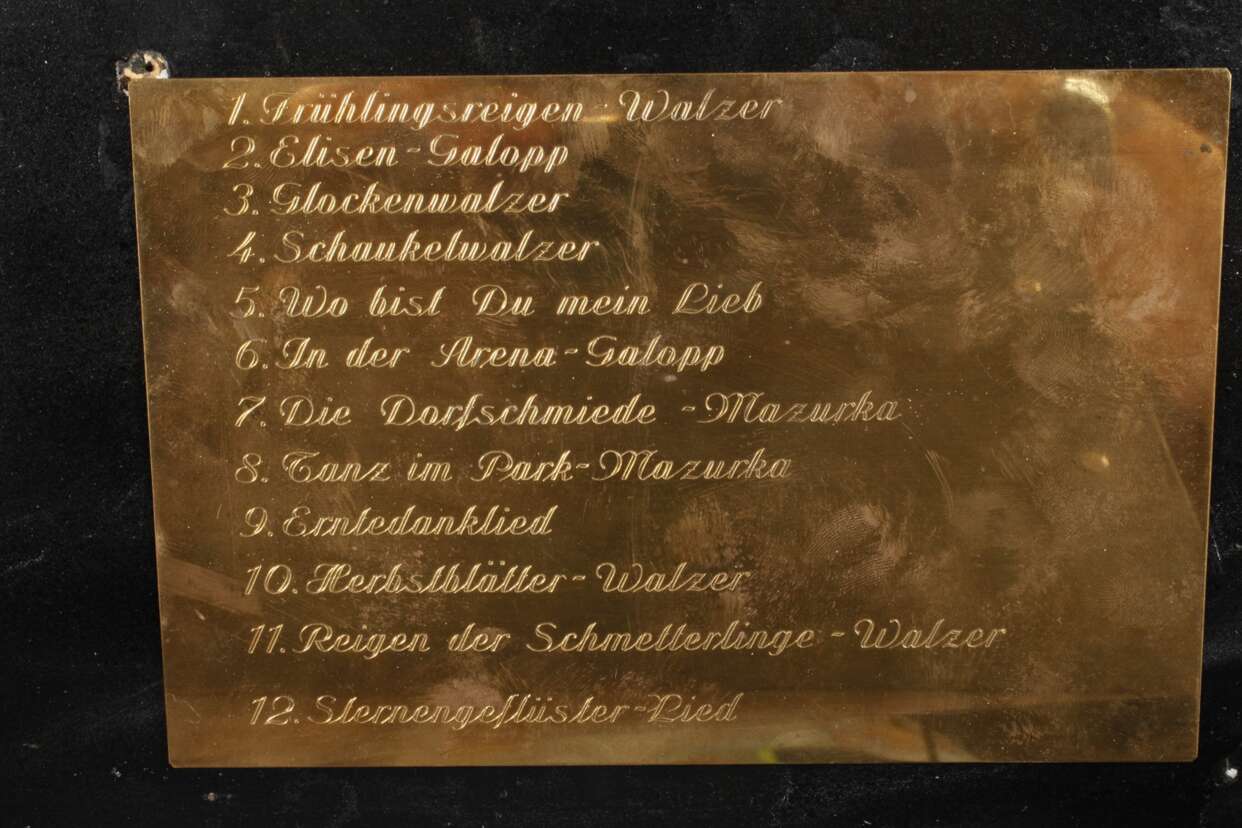 1. Frühlingsreigen-Walzer
2. Elisen-Galopp
3. Glockenwalzer
4. Schaukelwalzer
5. Wo bist Du mein Lieb
6. In der Arena-Galopp
7. Die Dorfschmiede-Mazurka
8. Tanz im Park-Mazurka
9. Erntedanklied
10. Herbstblätter-Walzer
11. Reigen der Schmetterlinge-Walzer
12. Sternengeflüster-Lied